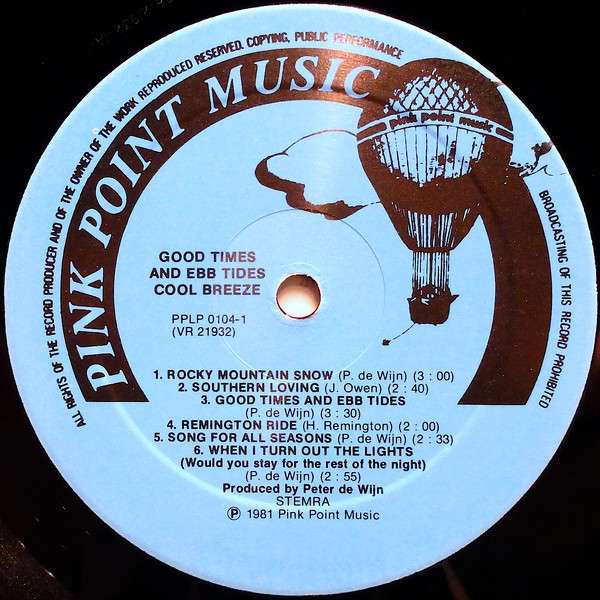 ALL RIGHTS OF THE RECORD PRODUCER AND OF THE OWNER OF THE WORK REPRODUCED RESERVED. COPYING, PUBLIC PERFORMANCE
BROADCASTING OF THIS RECORD PROHIBITED
PINK POINT MUSIC
pink point music
GOOD TIMES
AND EBB TIDES
COOL BREEZE
PPLP 0104-1
(VR 21932)
1. ROCKY MOUNTAIN SNOW (P. de Wijn) (3 : 00)
2. SOUTHERN LOVING (J. Owen) (2 : 40)
3. GOOD TIMES AND EBB TIDES
(P. de Wijn) (3 : 30)
4. REMINGTON RIDE (H. Remington) (2 : 00)
5. SONG FOR ALL SEASONS (P. de Wijn) (2 : 33)
6. WHEN I TURN OUT THE LIGHTS
(Would you stay for the rest of the night)
(P. de Wijn) (2 : 55)
Produced by Peter de Wijn
STEMRA
℗ 1981 Pink Point Music